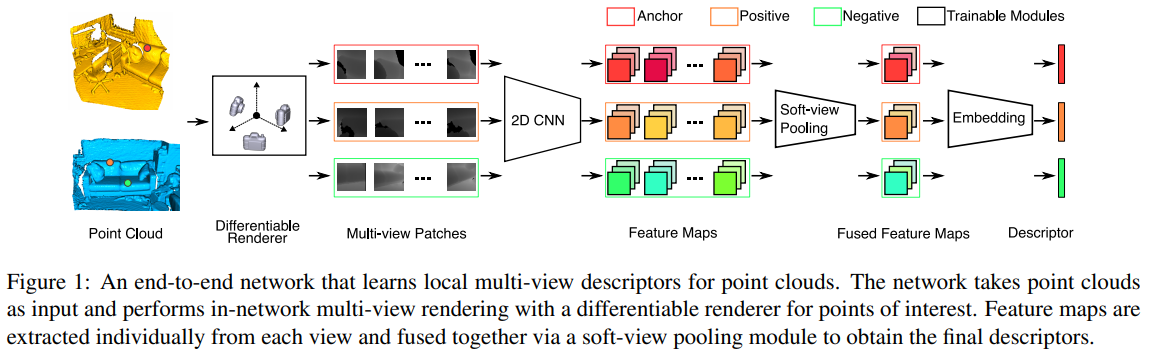 Anchor Positive Negative Trainable Modules
2D CNN
Soft-view
Pooling
Embedding
Point Cloud
Differentiable
Renderer
Multi-view Patches
Feature Maps
Fused Feature Maps
Descriptor
Figure 1: An end-to-end network that learns local multi-view descriptors for point clouds. The network takes point clouds
as input and performs in-network multi-view rendering with a differentiable renderer for points of interest. Feature maps are
extracted individually from each view and fused together via a soft-view pooling module to obtain the final descriptors.